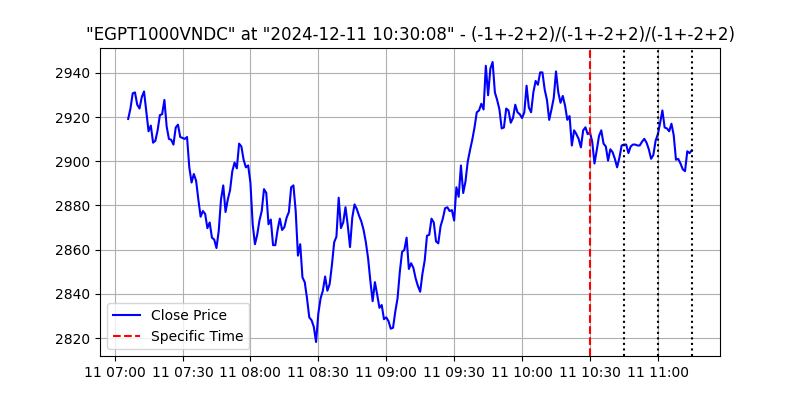 "EGPT1000VNDC" at "2024-12-11 10:30:08" - (-1+-2+2)/(-1+-2+2)/(-1+-2+2)
2940
2920
2900
2880
2860
2840
2820
Close Price
Specific Time
11 07:00 11 07:30 11 08:00 11 08:30 11 09:00 11 09:30 11 10:00 11 10:30 11 11:00